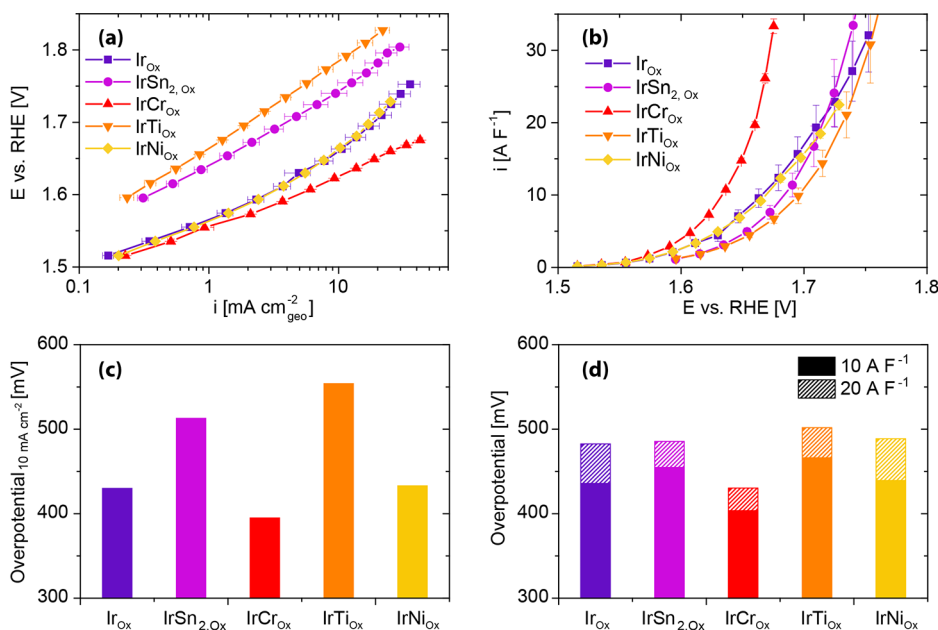 (a)
Ir_Ox
IrSn_2, Ox
IrCr_Ox
IrTi_Ox
IrNi_Ox
1.8
1.7
1.6
1.5
E vs. RHE [V]
0.1
1
10
i [mA cm⁻²_geo]
(b)
Ir_Ox
IrSn_2, Ox
IrCr_Ox
IrTi_Ox
IrNi_Ox
30
20
10
0
i [A F⁻¹]
1.5
1.6
1.7
1.8
E vs. RHE [V]
(c)
600
500
400
300
Overpotential_10 mA cm⁻² [mV]
Ir_Ox
IrSn_2,Ox
IrCr_Ox
IrTi_Ox
IrNi_Ox
(d)
10 A F⁻¹
20 A F⁻¹
600
500
400
300
Overpotential [mV]
Ir_Ox
IrSn_2,Ox
IrCr_Ox
IrTi_Ox
IrNi_Ox